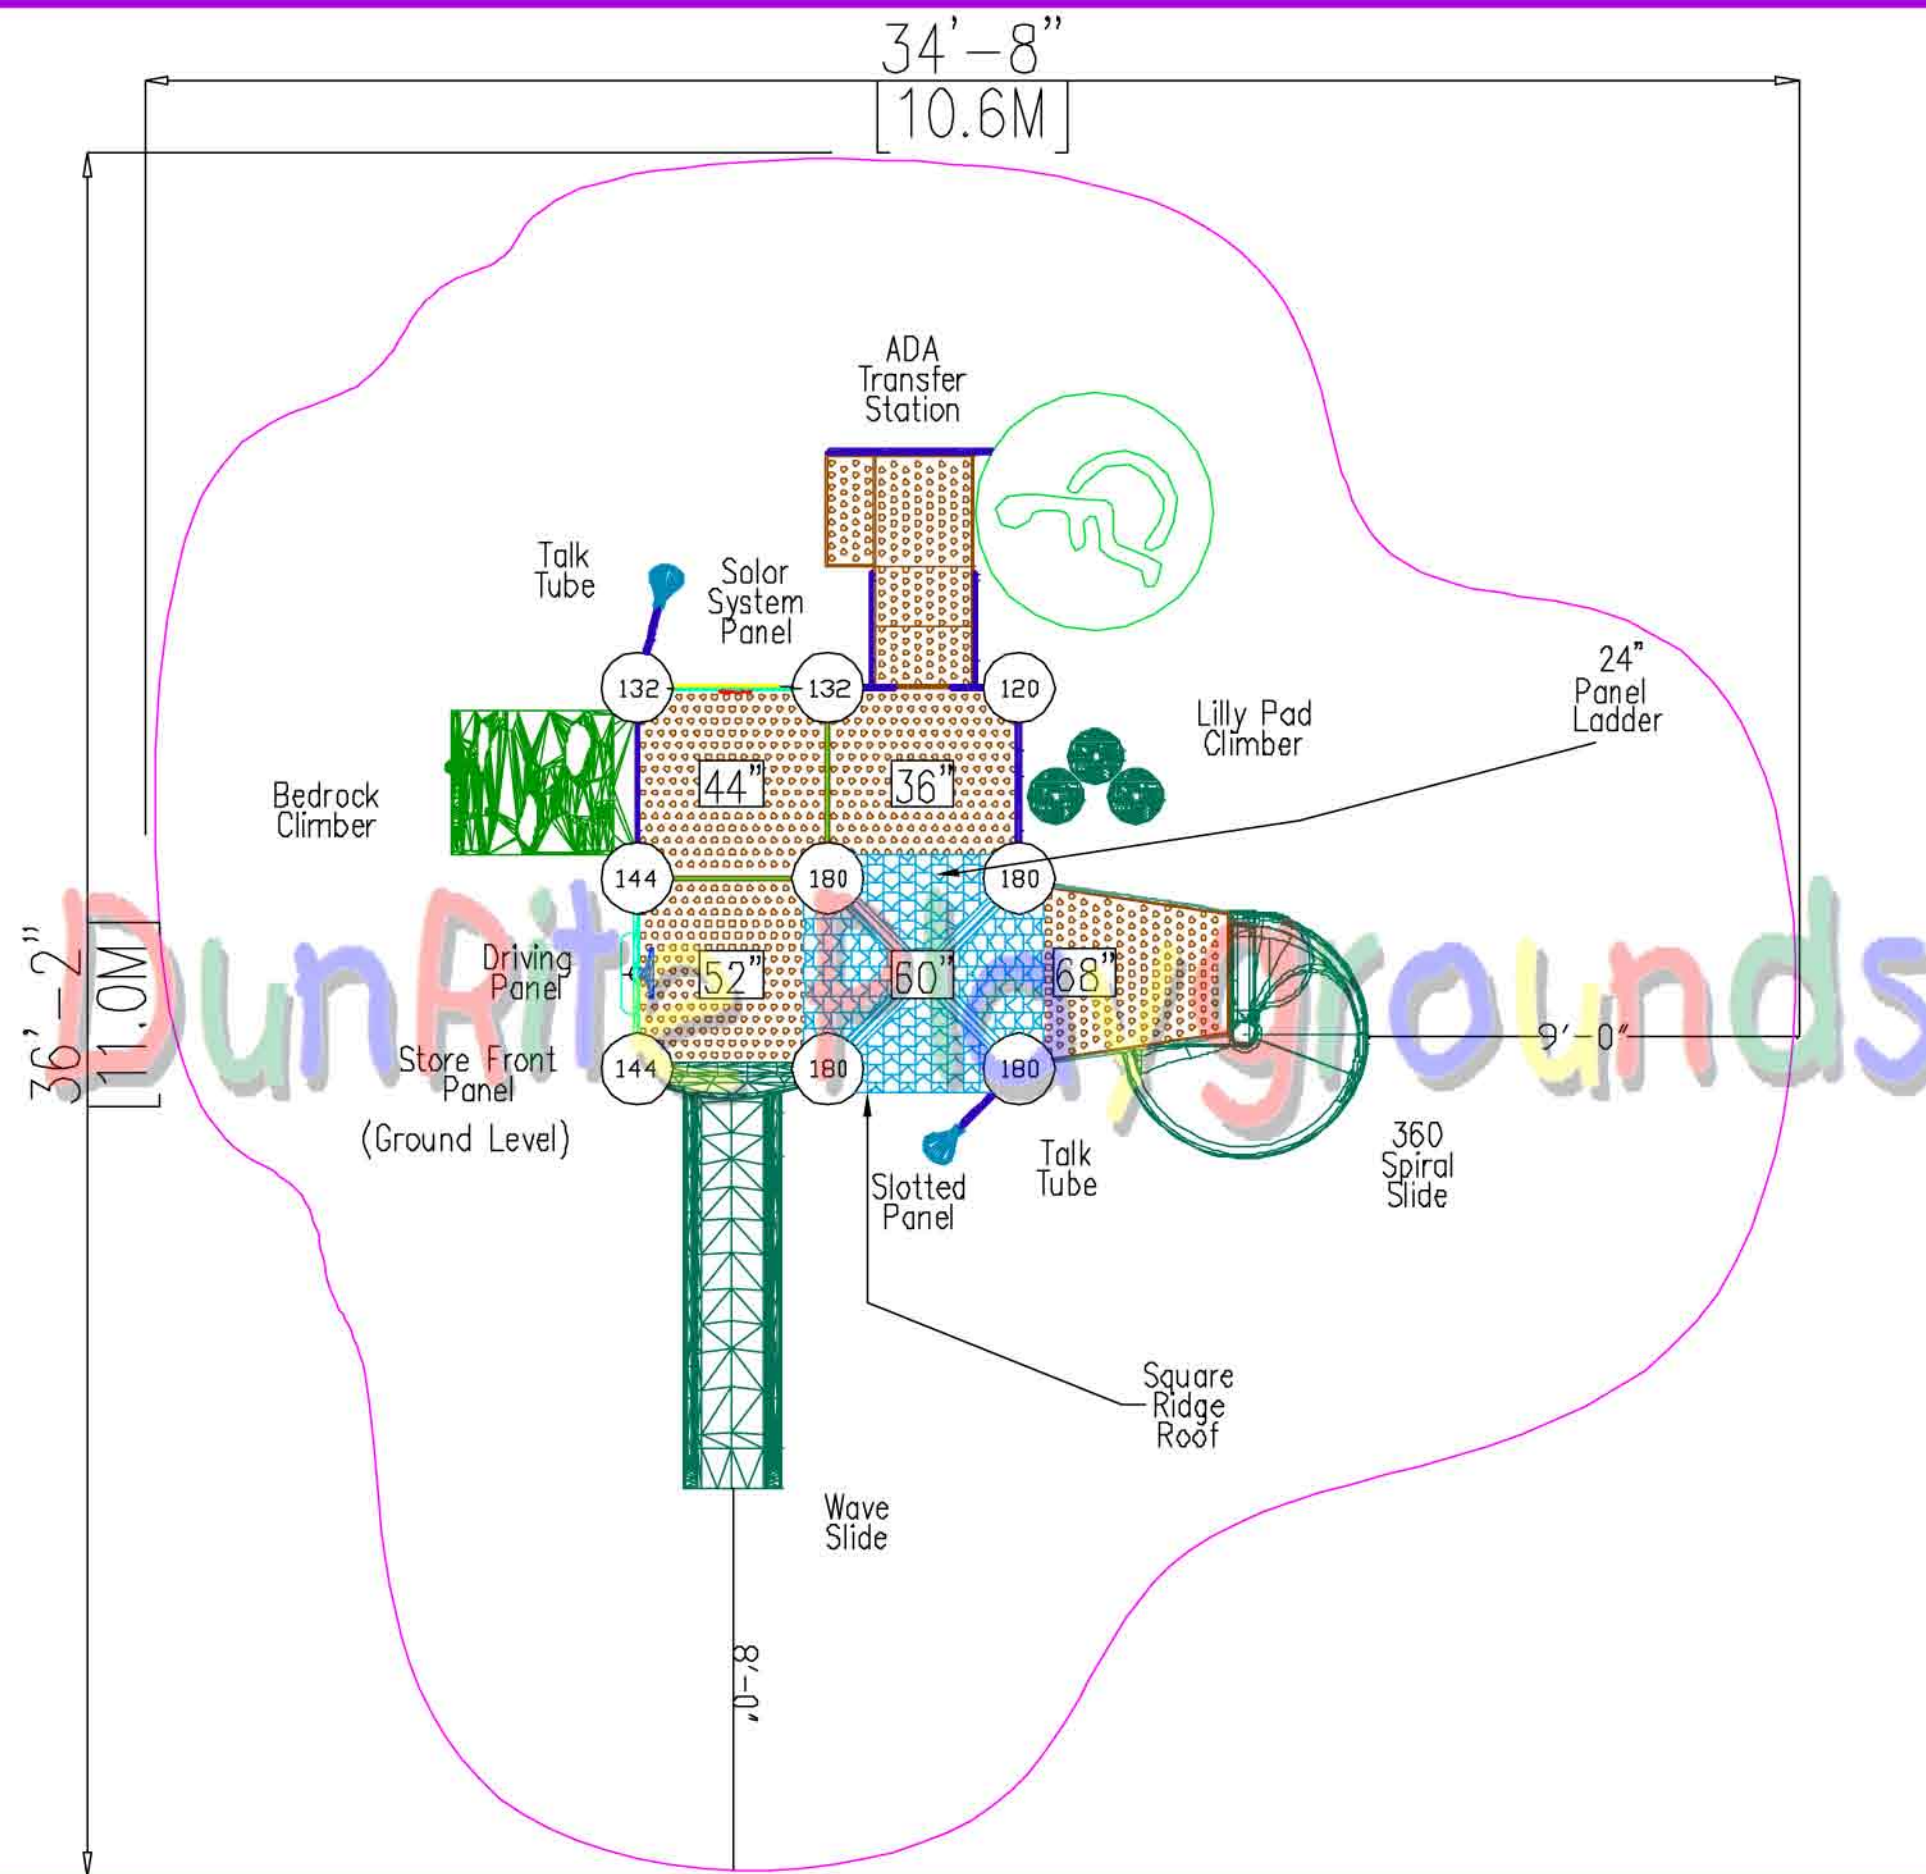 34'-8"
[10.6M]
ADA
Transfer
Station
Talk
Tube
Solor
System
Panel
24"
Panel
Ladder
132
132
120
Lilly Pad
Climber
44"
36"
Bedrock
Climber
144
180
180
DunRite Playgrounds
36'-2"
[11.0M]
Driving
Panel
52"
60"
68"
9'-0"
Store Front
Panel
(Ground Level)
144
180
180
360
Spiral
Slide
Talk
Tube
Slotted
Panel
Square
Ridge
Roof
Wave
Slide
8'-0"